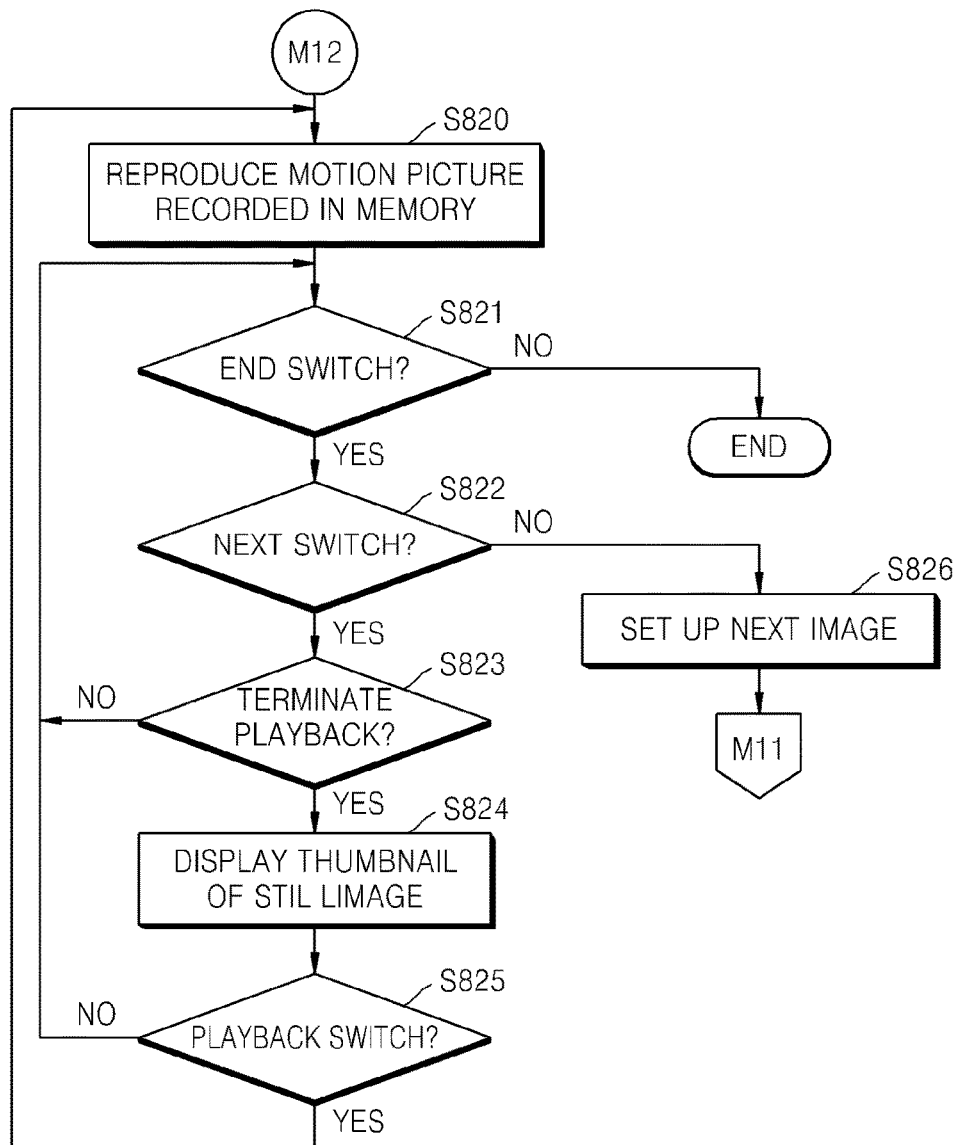 M12
S820
REPRODUCE MOTION PICTURE
RECORDED IN MEMORY
S821
END SWITCH?
NO
END
YES
S822
NEXT SWITCH?
NO
S826
SET UP NEXT IMAGE
M11
YES
S823
TERMINATE
PLAYBACK?
NO
YES
S824
DISPLAY THUMBNAIL
OF STIL LIMAGE
S825
PLAYBACK SWITCH?
NO
YES